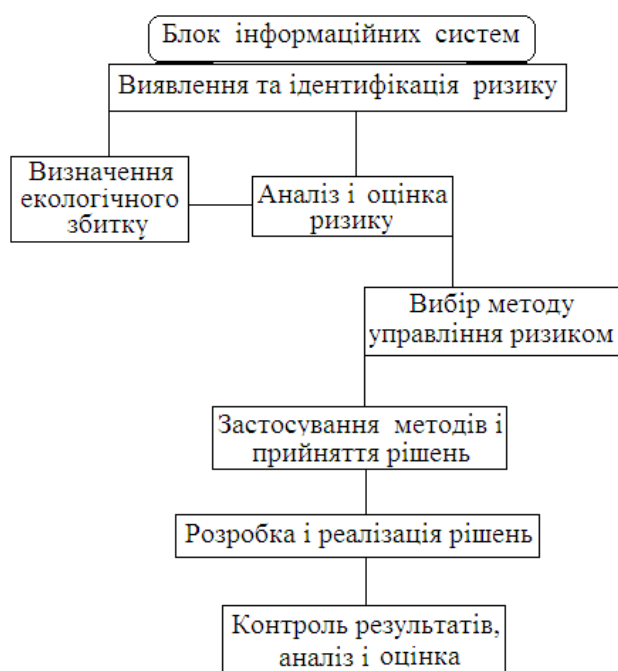 Блок інформаційних систем
Виявлення та ідентифікація ризику
Визначення
екологічного
збитку
Аналіз і оцінка
ризику
Вибір методу
управління ризиком
Застосування методів і
прийняття рішень
Розробка і реалізація рішень
Контроль результатів,
аналіз і оцінка